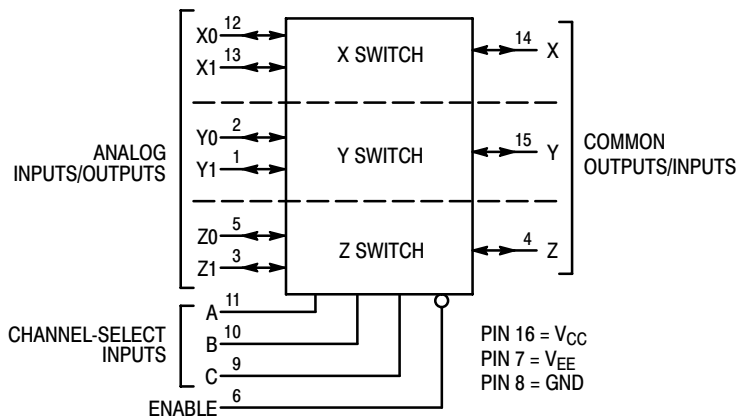 X0 12
X1 13
X SWITCH
14 X
Y0 2
Y1 1
Y SWITCH
15 Y
ANALOG
INPUTS/OUTPUTS
COMMON
OUTPUTS/INPUTS
Z0 5
Z1 3
Z SWITCH
4 Z
CHANNEL-SELECT
INPUTS
A 11
B 10
C 9
ENABLE 6
PIN 16 = VCC
PIN 7 = VEE
PIN 8 = GND